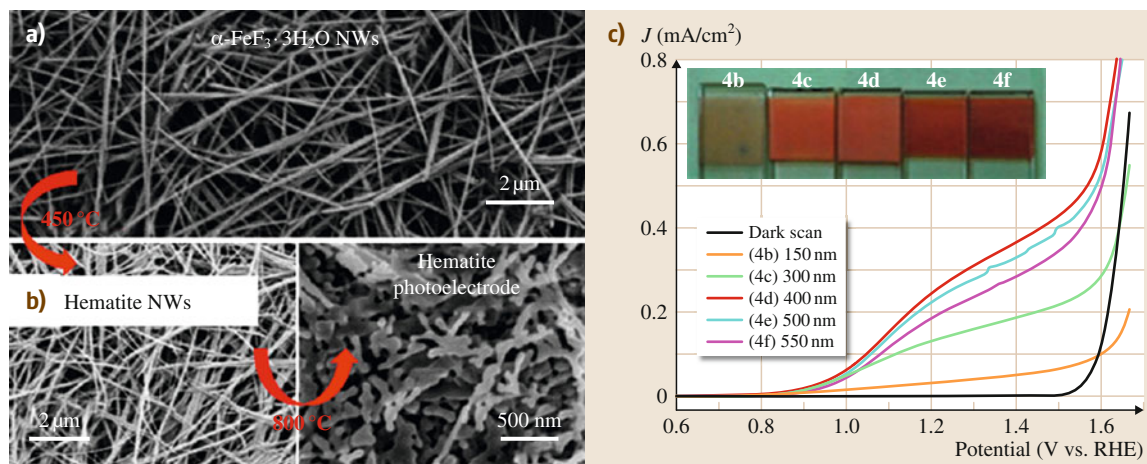 a)
α-FeF₃·3H₂O NWs
2 µm
450 °C
b) Hematite NWs
2 µm
800 °C
Hematite
photoelectrode
500 nm
c) J (mA/cm²)
0.8
0.6
0.4
0.2
0
4b 4c 4d 4e 4f
Dark scan
(4b) 150 nm
(4c) 300 nm
(4d) 400 nm
(4e) 500 nm
(4f) 550 nm
0.6 0.8 1.0 1.2 1.4 1.6
Potential (V vs. RHE)